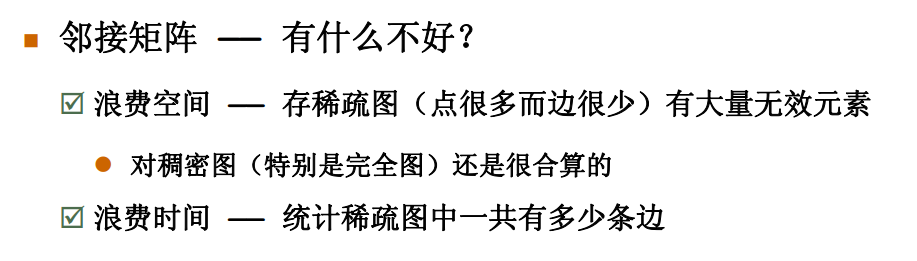 邻接矩阵 — 有什么不好？
浪费空间 — 存稀疏图（点很多而边很少）有大量无效元素
对稠密图（特别是完全图）还是很合算的
浪费时间 — 统计稀疏图中一共有多少条边